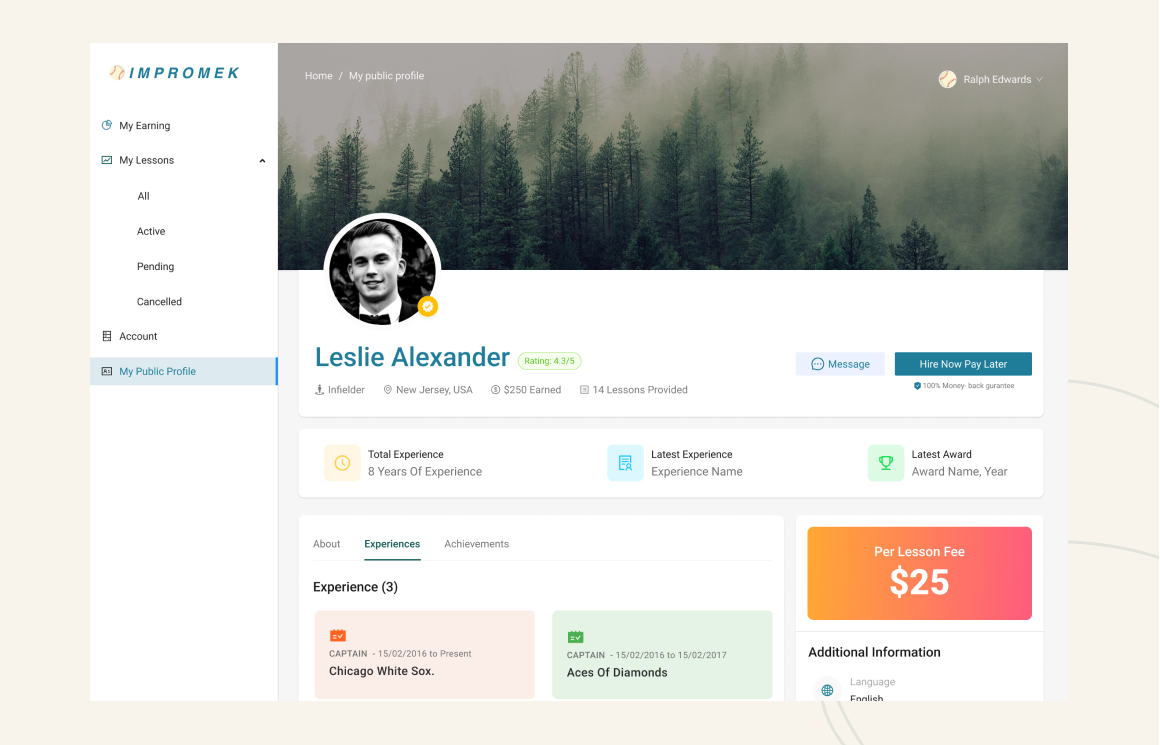 IMPROMEK
Home / My public profile
Ralph Edwards
My Earning
My Lessons
All
Active
Pending
Cancelled
Account
My Public Profile
Leslie Alexander
Rating: 4.3/5
Message
Hire Now Pay Later
Infielder
New Jersey, USA
$250 Earned
14 Lessons Provided
100% Money- back gurantee
Total Experience
8 Years Of Experience
Latest Experience
Experience Name
Latest Award
Award Name, Year
About
Experiences
Achievements
Experience (3)
CAPTAIN - 15/02/2016 to Present
Chicago White Sox.
CAPTAIN - 15/02/2016 to 15/02/2017
Aces Of Diamonds
Per Lesson Fee
$25
Additional Information
Language
English